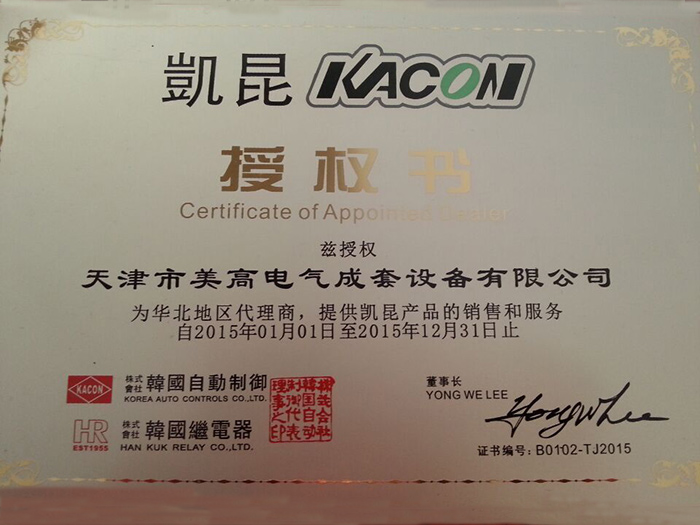 凱昆 KACON
授权书
Certificate of Appointed Dealer
兹授权
天津市美高电气成套设备有限公司
为华北地区代理商，提供凯昆产品的销售和服务
自2015年01月01日至2015年12月31日止
KACON 株式會社 韓國自動制御
KOREA AUTO CONTROLS CO.,LTD.
HR EST1955 株式會社 韓國繼電器
HAN KUK RELAY CO.,LTD.
董事长
YONG WE LEE
证书编号：B0102-TJ2015